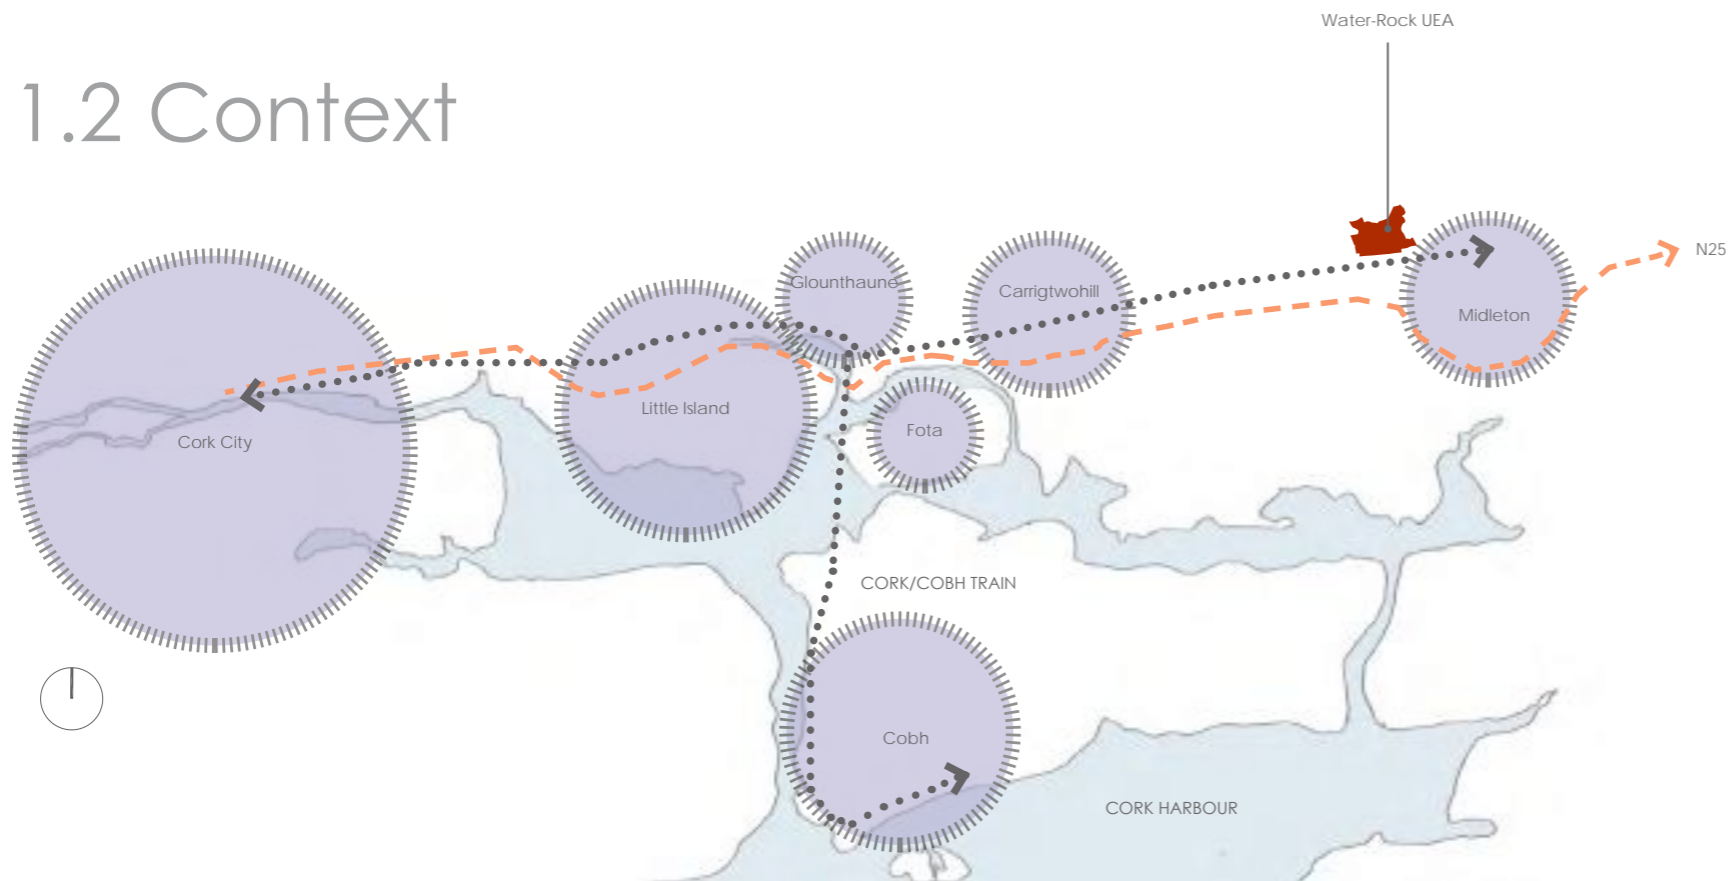 Water-Rock UEA
1.2 Context
N25
Glounthaune
Carrigtwohill
Midleton
Little Island
Fota
Cork City
CORK/COBH TRAIN
Cobh
CORK HARBOUR